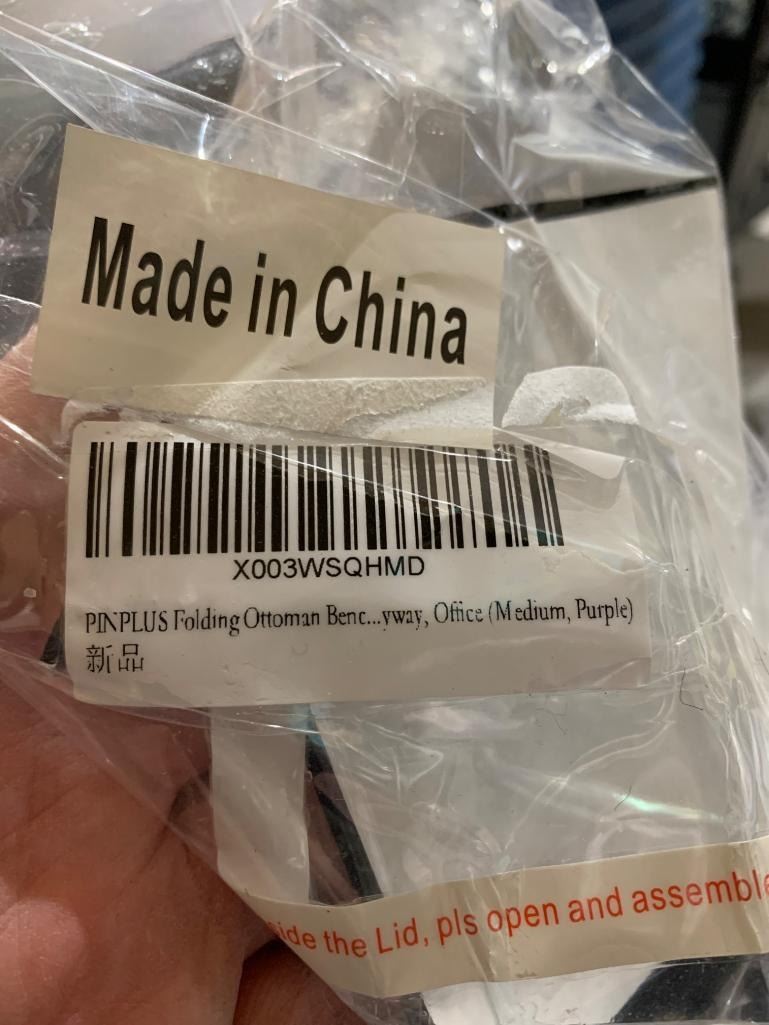 Made in China
X003WSQHMD
PINPLUS Folding Ottoman Benc...yway, Office (Medium, Purple)
新品
the Lid, pls open and assemble